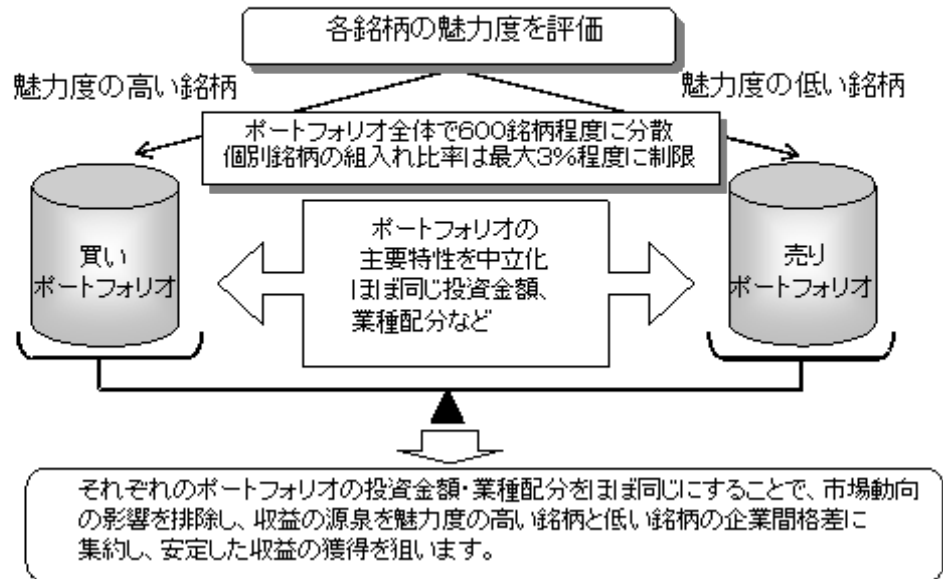 各銘柄の魅力度を評価
魅力度の高い銘柄
魅力度の低い銘柄
ポートフォリオ全体で600銘柄程度に分散
個別銘柄の組入れ比率は最大3%程度に制限
買い
ポートフォリオ
ポートフォリオの
主要特性を中立化
ほぼ同じ投資金額、
業種配分など
売り
ポートフォリオ
それぞれのポートフォリオの投資金額・業種配分をほぼ同じにすることで、市場動向
の影響を排除し、収益の源泉を魅力度の高い銘柄と低い銘柄の企業間格差に
集約し、安定した収益の獲得を狙います。